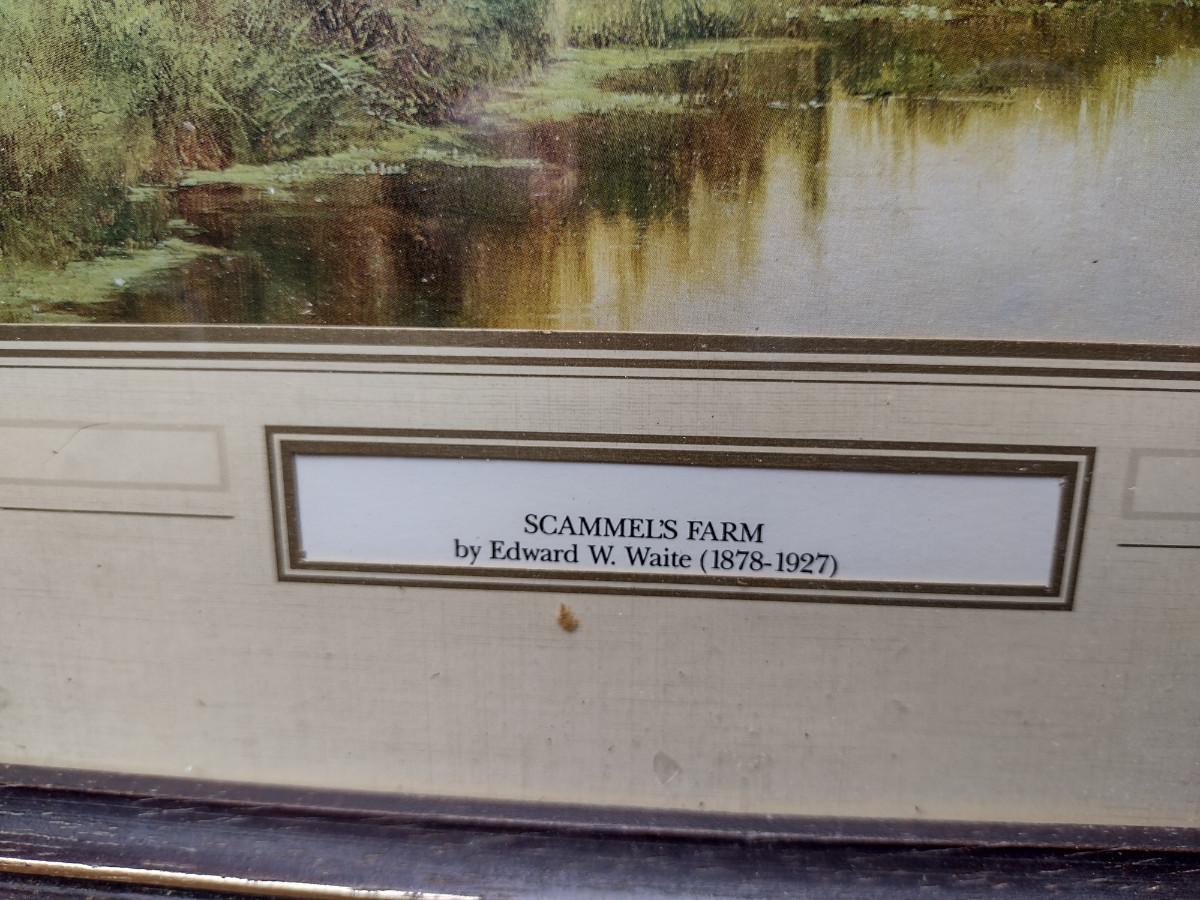 SCAMMEL'S FARM
by Edward W. Waite (1878-1927)